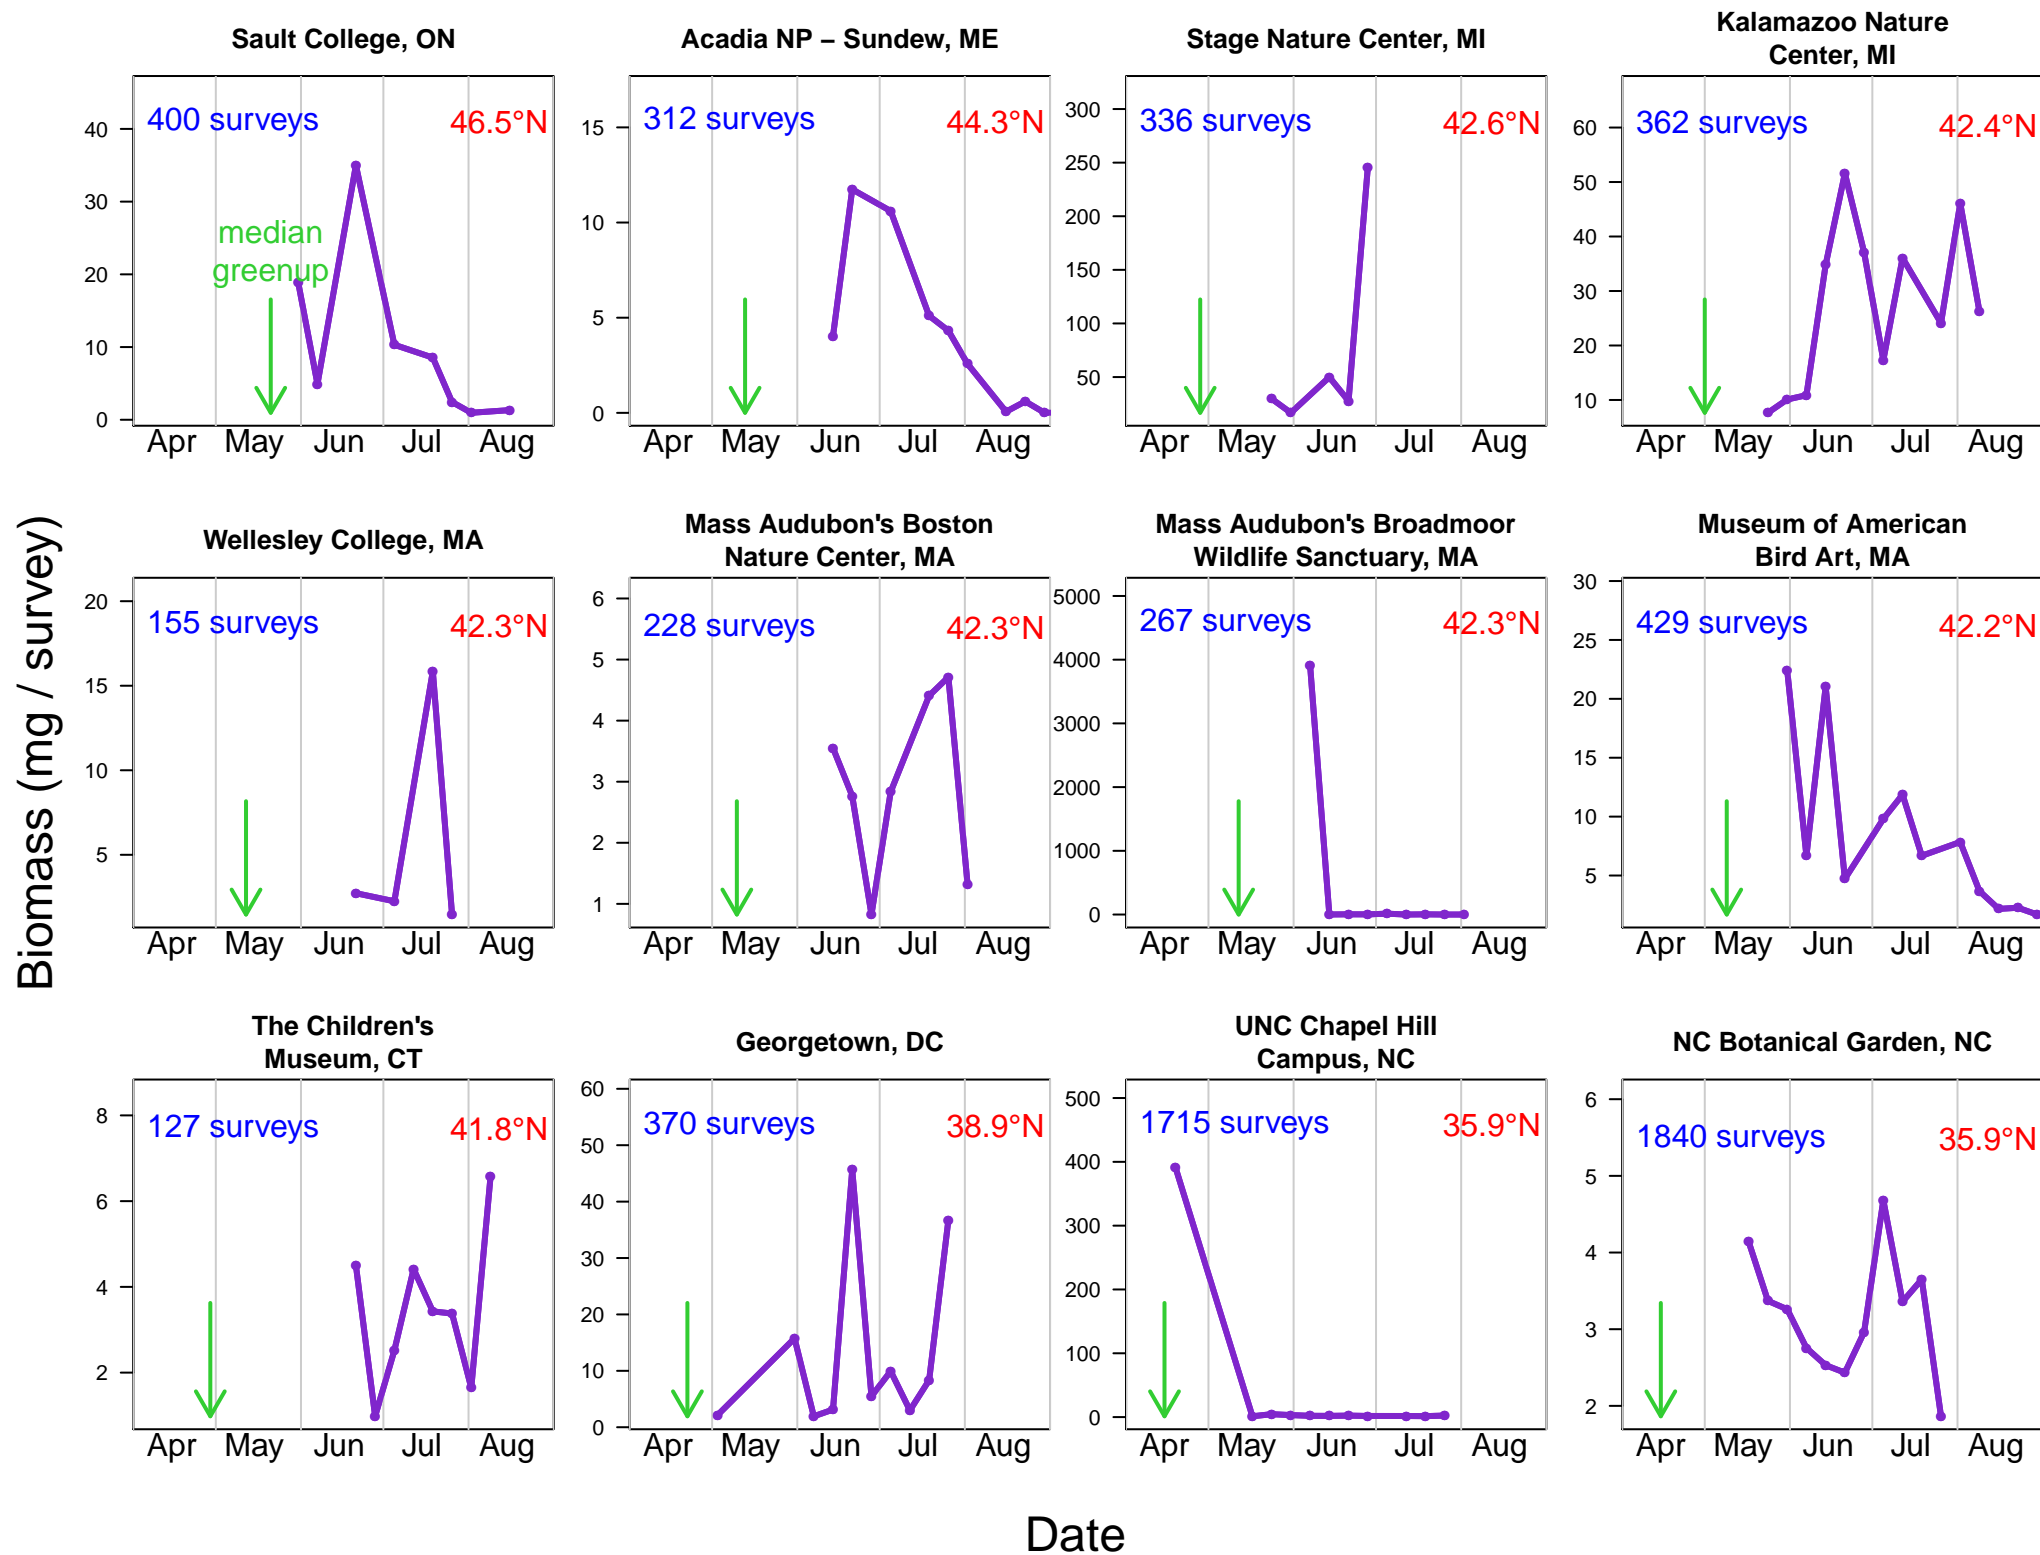 Sault College, ON
400 surveys
46.5°N
median
greenup
0
10
20
30
40
Apr May Jun Jul Aug
Acadia NP – Sundew, ME
312 surveys
44.3°N
0
5
10
15
Apr May Jun Jul Aug
Stage Nature Center, MI
336 surveys
42.6°N
50
100
150
200
250
300
Apr May Jun Jul Aug
Kalamazoo Nature
Center, MI
362 surveys
42.4°N
10
20
30
40
50
60
Apr May Jun Jul Aug
Biomass (mg / survey)
Wellesley College, MA
155 surveys
42.3°N
5
10
15
20
Apr May Jun Jul Aug
Mass Audubon's Boston
Nature Center, MA
228 surveys
42.3°N
1
2
3
4
5
6
Apr May Jun Jul Aug
Mass Audubon's Broadmoor
Wildlife Sanctuary, MA
267 surveys
42.3°N
0
1000
2000
3000
4000
5000
Apr May Jun Jul Aug
Museum of American
Bird Art, MA
429 surveys
42.2°N
5
10
15
20
25
30
Apr May Jun Jul Aug
The Children's
Museum, CT
127 surveys
41.8°N
2
4
6
8
Apr May Jun Jul Aug
Georgetown, DC
370 surveys
38.9°N
0
10
20
30
40
50
60
Apr May Jun Jul Aug
UNC Chapel Hill
Campus, NC
1715 surveys
35.9°N
0
100
200
300
400
500
Apr May Jun Jul Aug
NC Botanical Garden, NC
1840 surveys
35.9°N
2
3
4
5
6
Apr May Jun Jul Aug
Date